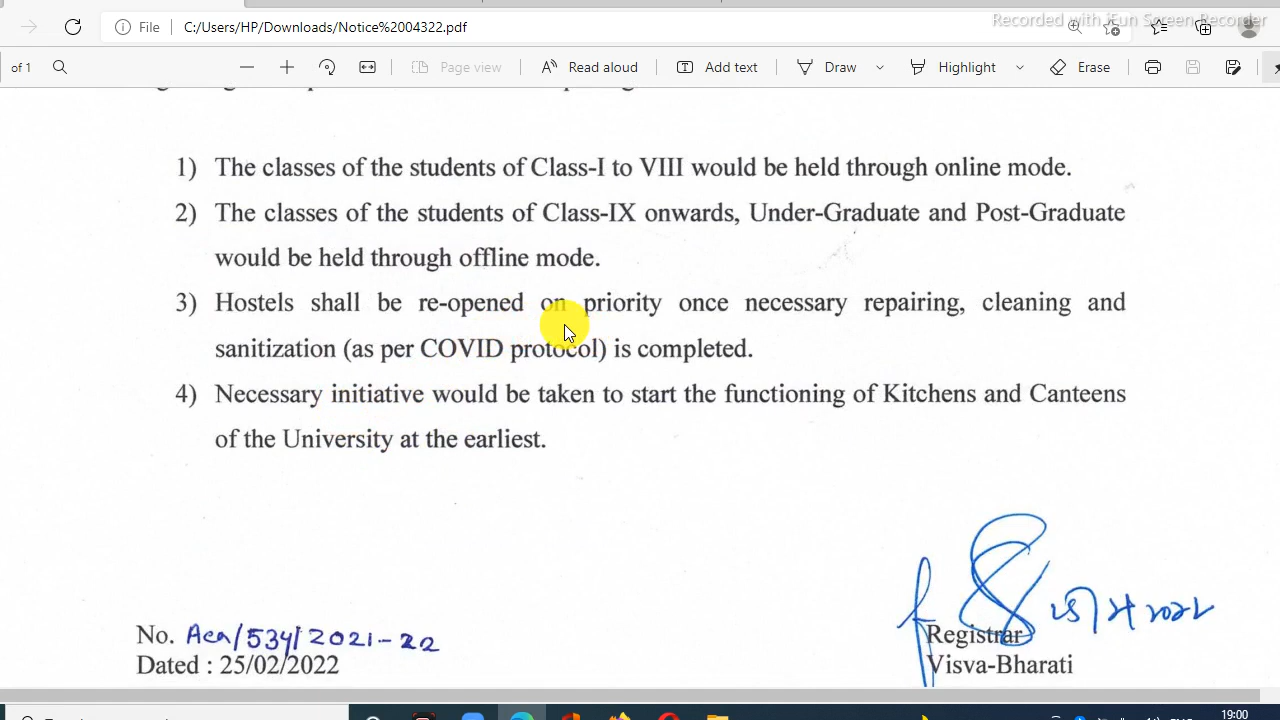 Recorded with iFun Screen Recorder
File C:/Users/HP/Downloads/Notice%2004322.pdf
of 1 Page view Read aloud Add text Draw Highlight Erase
1) The classes of the students of Class-I to VIII would be held through online mode.
2) The classes of the students of Class-IX onwards, Under-Graduate and Post-Graduate
would be held through offline mode.
3) Hostels shall be re-opened on priority once necessary repairing, cleaning and
sanitization (as per COVID protocol) is completed.
4) Necessary initiative would be taken to start the functioning of Kitchens and Canteens
of the University at the earliest.
No. Aca/534/2021-22
Dated : 25/02/2022
Registrar
Visva-Bharati
19:00